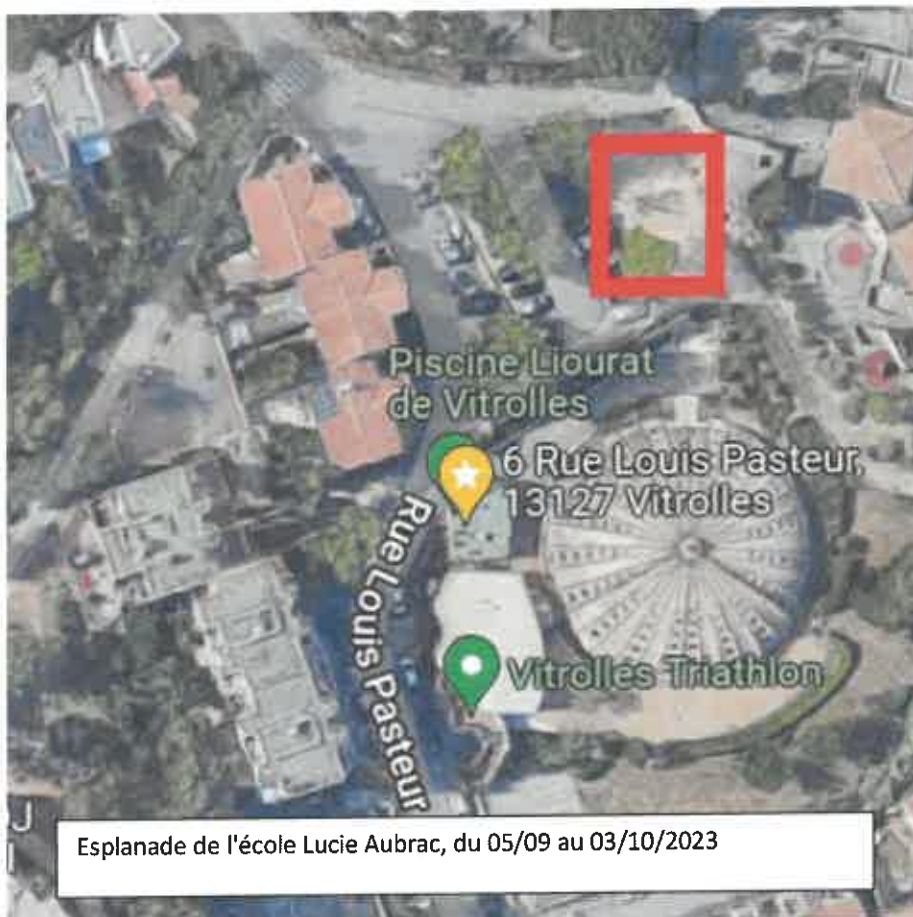 Piscine Liourat
de Vitrolles
6 Rue Louis Pasteur,
13127 Vitrolles
Rue Louis Pasteur
Vitrolles Triathlon
J
Esplanade de l'école Lucie Aubrac, du 05/09 au 03/10/2023